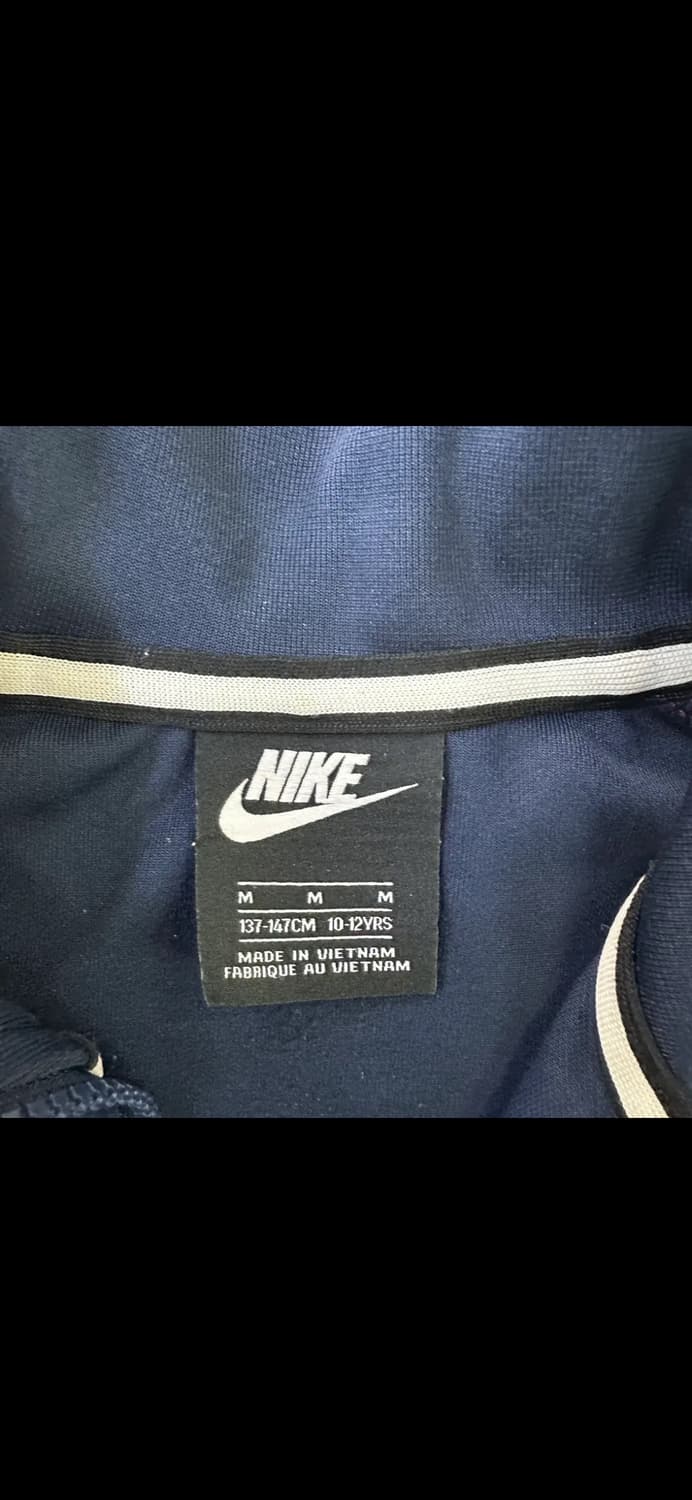 NIKE
M M M
137-147CM 10-12YRS
MADE IN VIETNAM
FABRIQUE AU VIETNAM